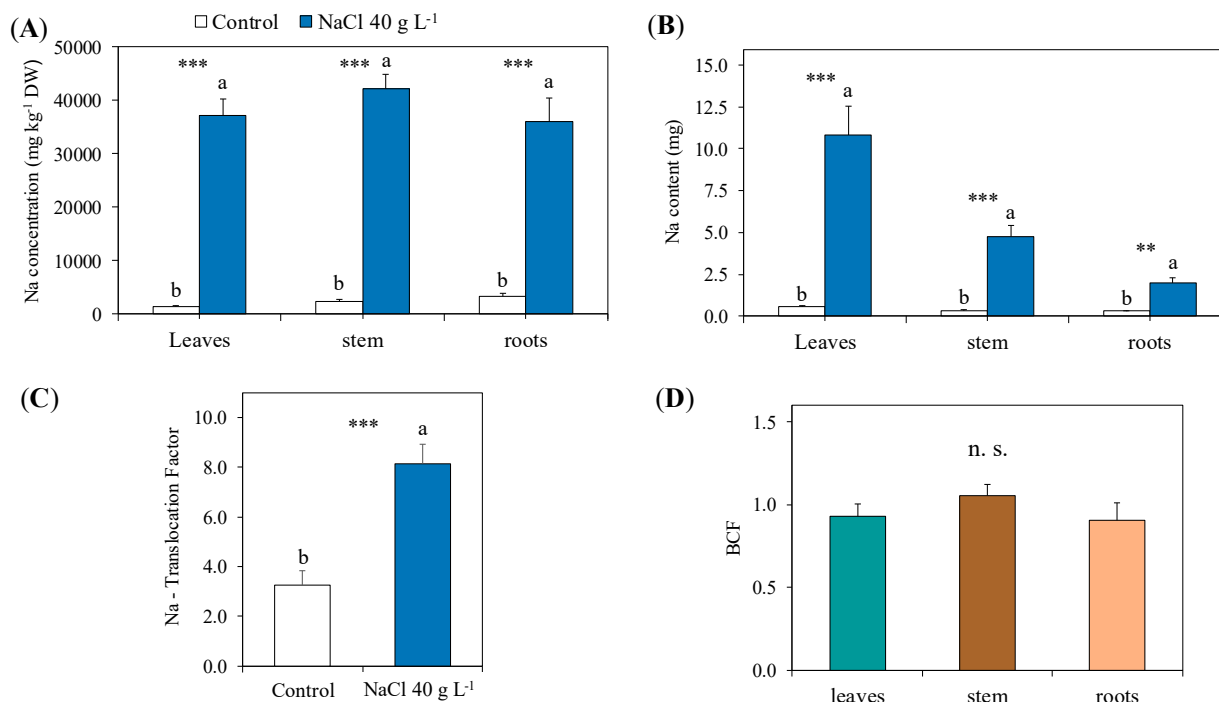 Control NaCl 40 g L-1
(A)
Na concentration (mg kg-1 DW)
50000
40000
30000
20000
10000
0
*** *** ***
a a a
b b b
Leaves stem roots
(B)
Na content (mg)
15.0
12.5
10.0
7.5
5.0
2.5
0.0
*** *** **
a a a
b b b
Leaves stem roots
(C)
Na - Translocation Factor
10.0
8.0
6.0
4.0
2.0
0.0
***
a
b
Control NaCl 40 g L-1
(D)
BCF
1.5
1.0
0.5
0.0
n. s.
leaves stem roots